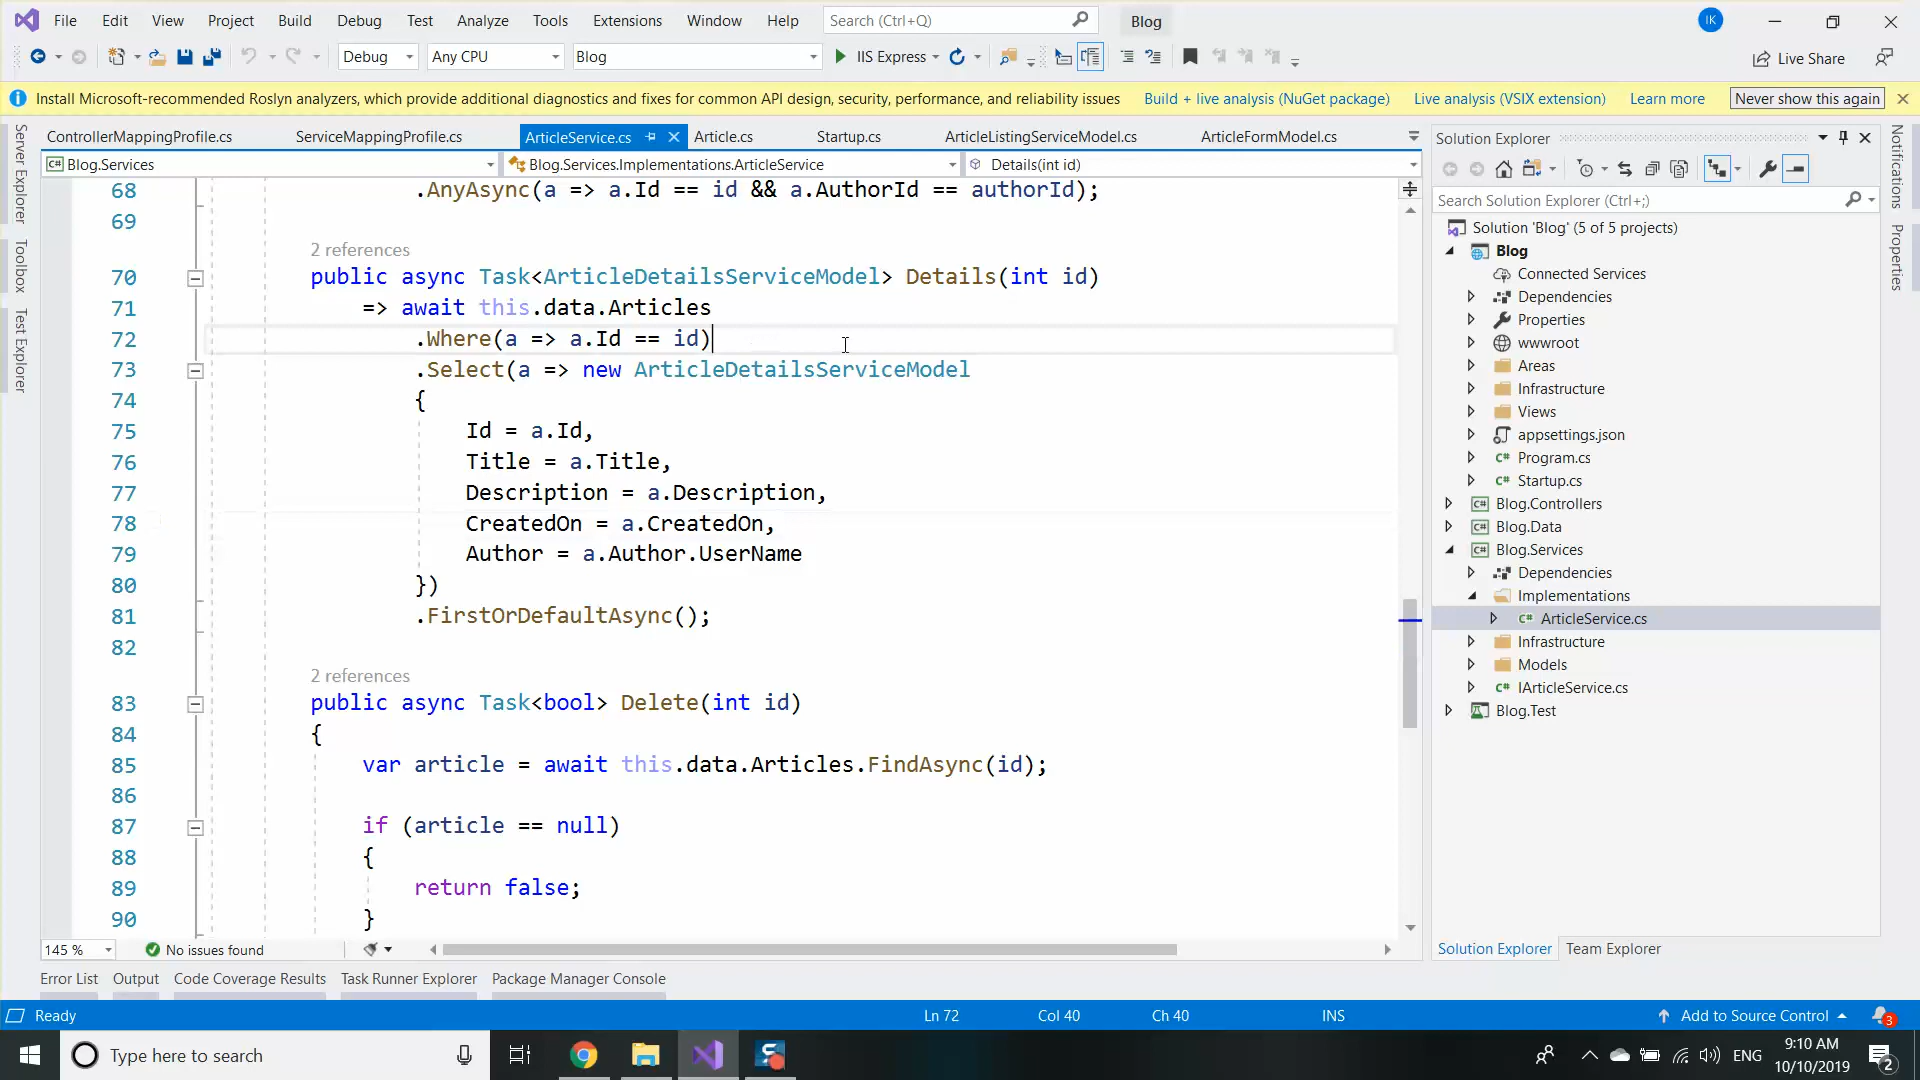 File Edit View Project Build Debug Test Analyze Tools Extensions Window Help Search (Ctrl+Q) Blog IK
Debug Any CPU Blog IIS Express Live Share
Install Microsoft-recommended Roslyn analyzers, which provide additional diagnostics and fixes for common API design, security, performance, and reliability issues Build + live analysis (NuGet package) Live analysis (VSIX extension) Learn more Never show this again
Server Explorer
Toolbox
Test Explorer
ControllerMappingProfile.cs ServiceMappingProfile.cs ArticleService.cs Article.cs Startup.cs ArticleListingServiceModel.cs ArticleFormModel.cs
C# Blog.Services Blog.Services.Implementations.ArticleService Details(int id)
68 .AnyAsync(a => a.Id == id && a.AuthorId == authorId);
69
2 references
70 public async Task<ArticleDetailsServiceModel> Details(int id)
71 => await this.data.Articles
72 .Where(a => a.Id == id)
73 .Select(a => new ArticleDetailsServiceModel
74 {
75 Id = a.Id,
76 Title = a.Title,
77 Description = a.Description,
78 CreatedOn = a.CreatedOn,
79 Author = a.Author.UserName
80 })
81 .FirstOrDefaultAsync();
82
2 references
83 public async Task<bool> Delete(int id)
84 {
85 var article = await this.data.Articles.FindAsync(id);
86
87 if (article == null)
88 {
89 return false;
90 }
145 % No issues found
Solution Explorer
Search Solution Explorer (Ctrl+;)
Solution 'Blog' (5 of 5 projects)
Blog
Connected Services
Dependencies
Properties
wwwroot
Areas
Infrastructure
Views
appsettings.json
C# Program.cs
C# Startup.cs
C# Blog.Controllers
C# Blog.Data
C# Blog.Services
Dependencies
Implementations
C# ArticleService.cs
Infrastructure
Models
C# IArticleService.cs
Blog.Test
Solution Explorer Team Explorer
Notifications
Properties
Error List Output Code Coverage Results Task Runner Explorer Package Manager Console
Ready Ln 72 Col 40 Ch 40 INS Add to Source Control 3
Type here to search ENG 9:10 AM
10/10/2019 2